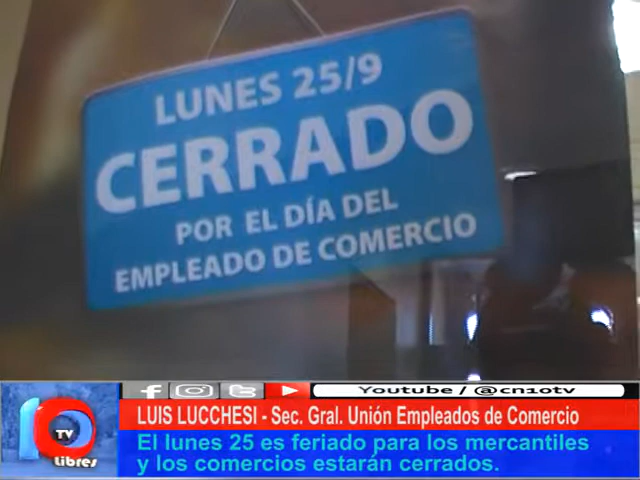 LUNES 25/9
CERRADO
POR EL DÍA DEL
EMPLEADO DE COMERCIO
Youtube / @cn10tv
LUIS LUCCHESI - Sec. Gral. Unión Empleados de Comercio
10
TV
Libres
El lunes 25 es feriado para los mercantiles
y los comercios estarán cerrados.